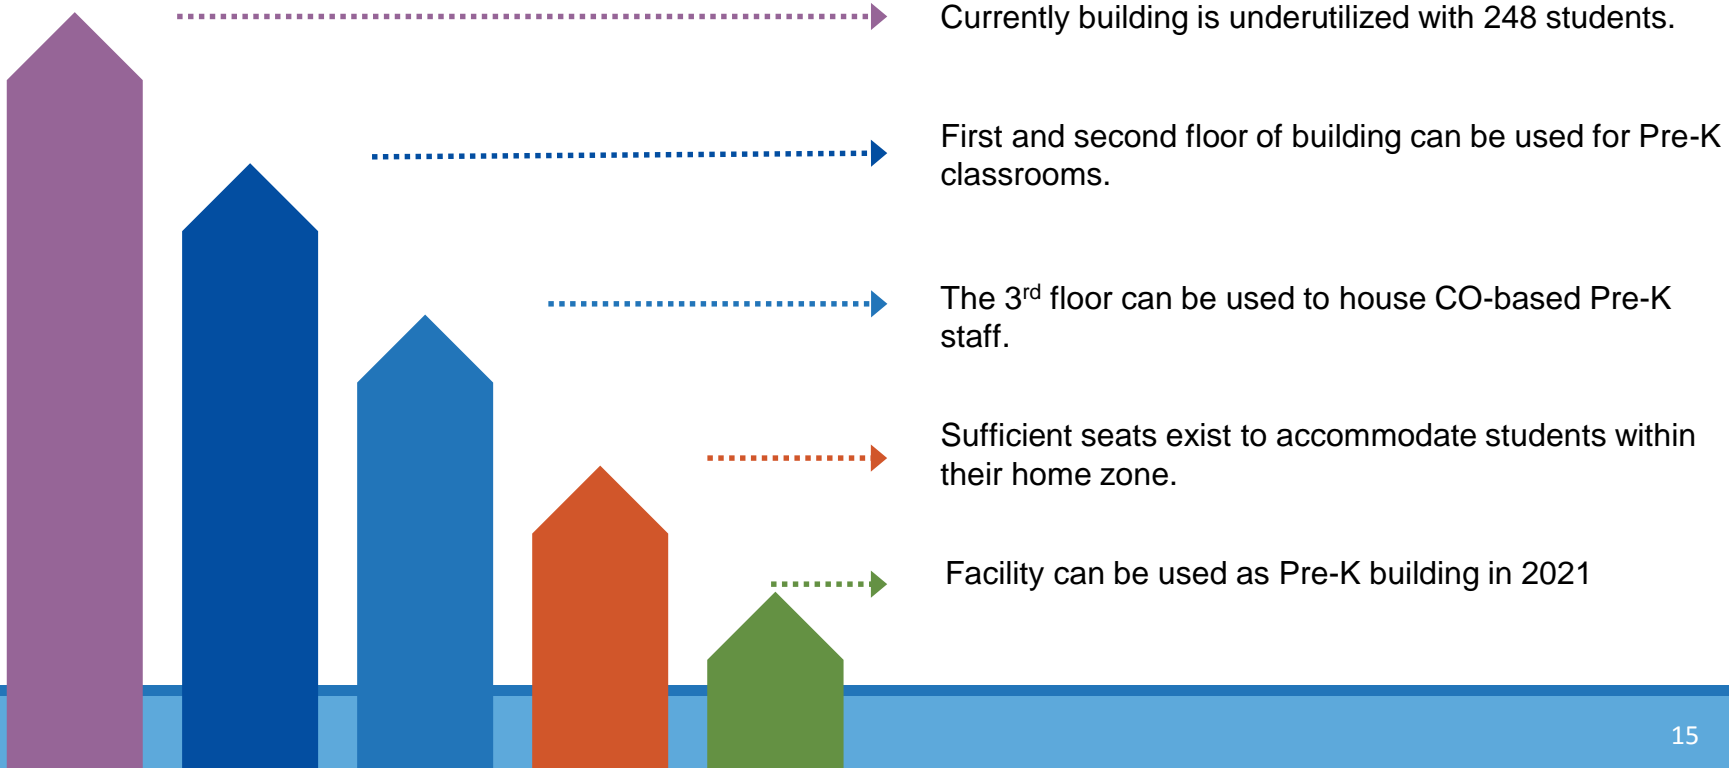 Currently building is underutilized with 248 students.
First and second floor of building can be used for Pre-K
classrooms.
The 3rd floor can be used to house CO-based Pre-K
staff.
Sufficient seats exist to accommodate students within
their home zone.
Facility can be used as Pre-K building in 2021
15